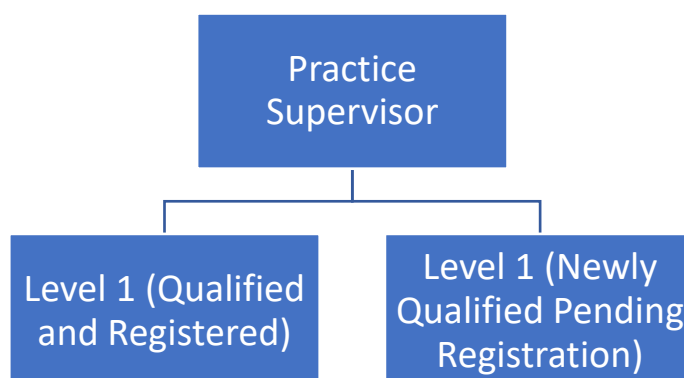 Practice
Supervisor
Level 1 (Qualified
and Registered)
Level 1 (Newly
Qualified Pending
Registration)